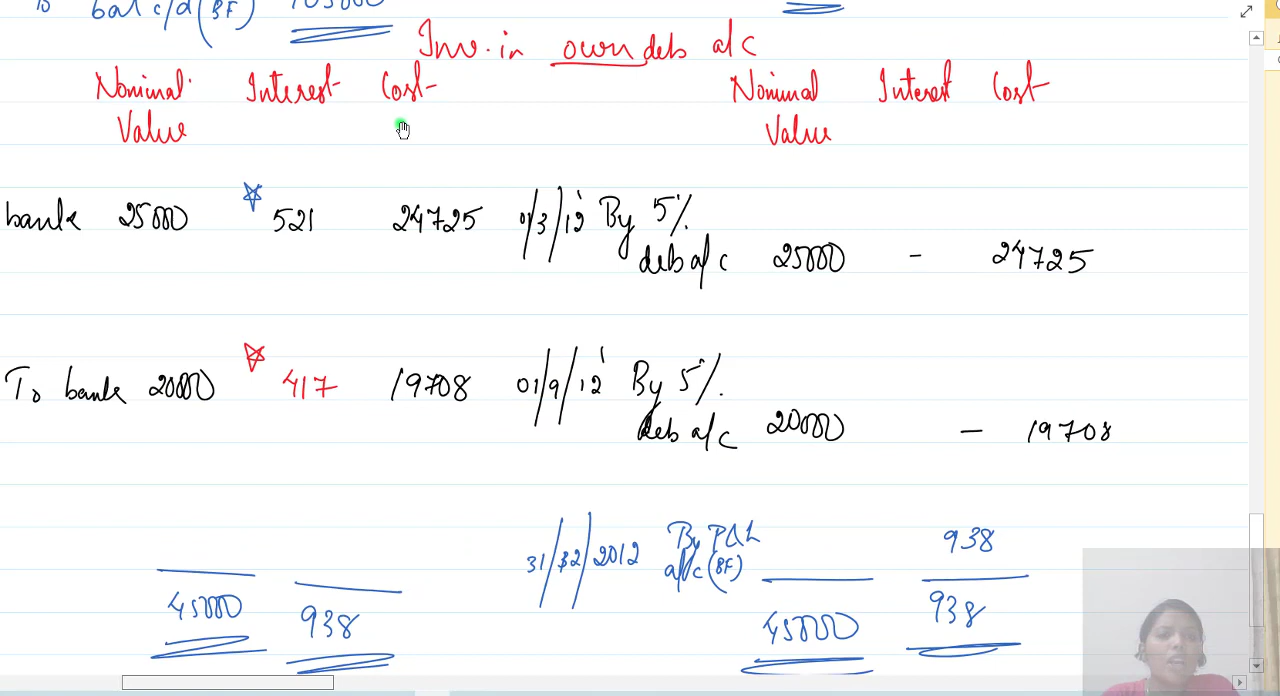 To bal c/d (BF) 105000
Inv. in own deb a/c
Nominal Value Interest Cost Nominal Value Interest Cost
bank 25000 521 24725 01/3/12 By 5%
deb a/c 25000 - 24725
To bank 20000 417 19708 01/9/12 By 5%
deb a/c 20000 - 19708
31/12/2012 By P&L 938
a/c (BF)
45000 938 45000 938